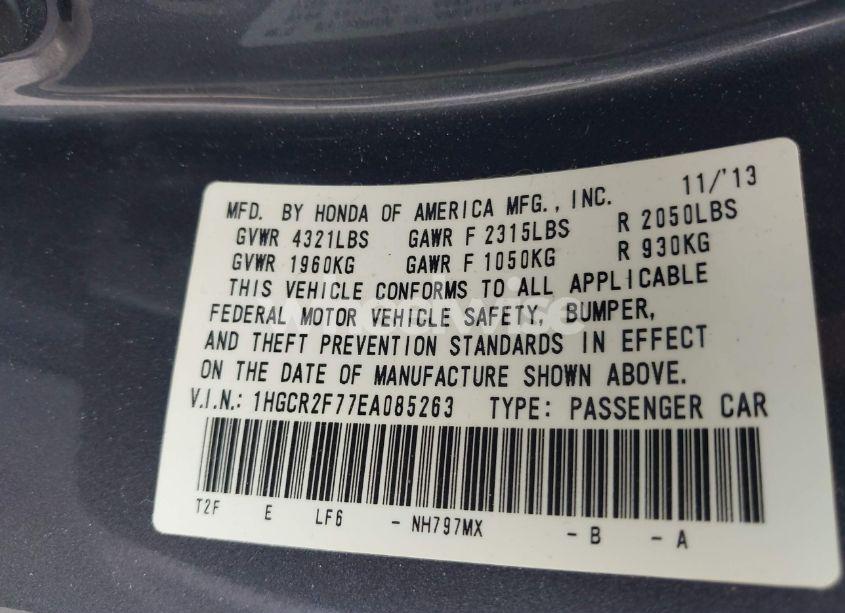 MFD. BY HONDA OF AMERICA MFG., INC. 11/'13
GVWR 4321LBS GAWR F 2315LBS R 2050LBS
GVWR 1960KG GAWR F 1050KG R 930KG
THIS VEHICLE CONFORMS TO ALL APPLICABLE
FEDERAL MOTOR VEHICLE SAFETY, BUMPER,
AND THEFT PREVENTION STANDARDS IN EFFECT
ON THE DATE OF MANUFACTURE SHOWN ABOVE.
V.I.N.: 1HGCR2F77EA085263 TYPE: PASSENGER CAR
T2F E LF6 - NH797MX - B - A